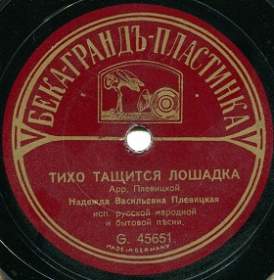 БЕКА-ГРАНДЪ-ПЛАСТИНКА
ТИХО ТАЩИТСЯ ЛОШАДКА
Арр. Плевицкой
Надежда Васильевна Плевицкая
исп. русской народной
и бытовой песни.
G. 45651
MADE IN GERMANY